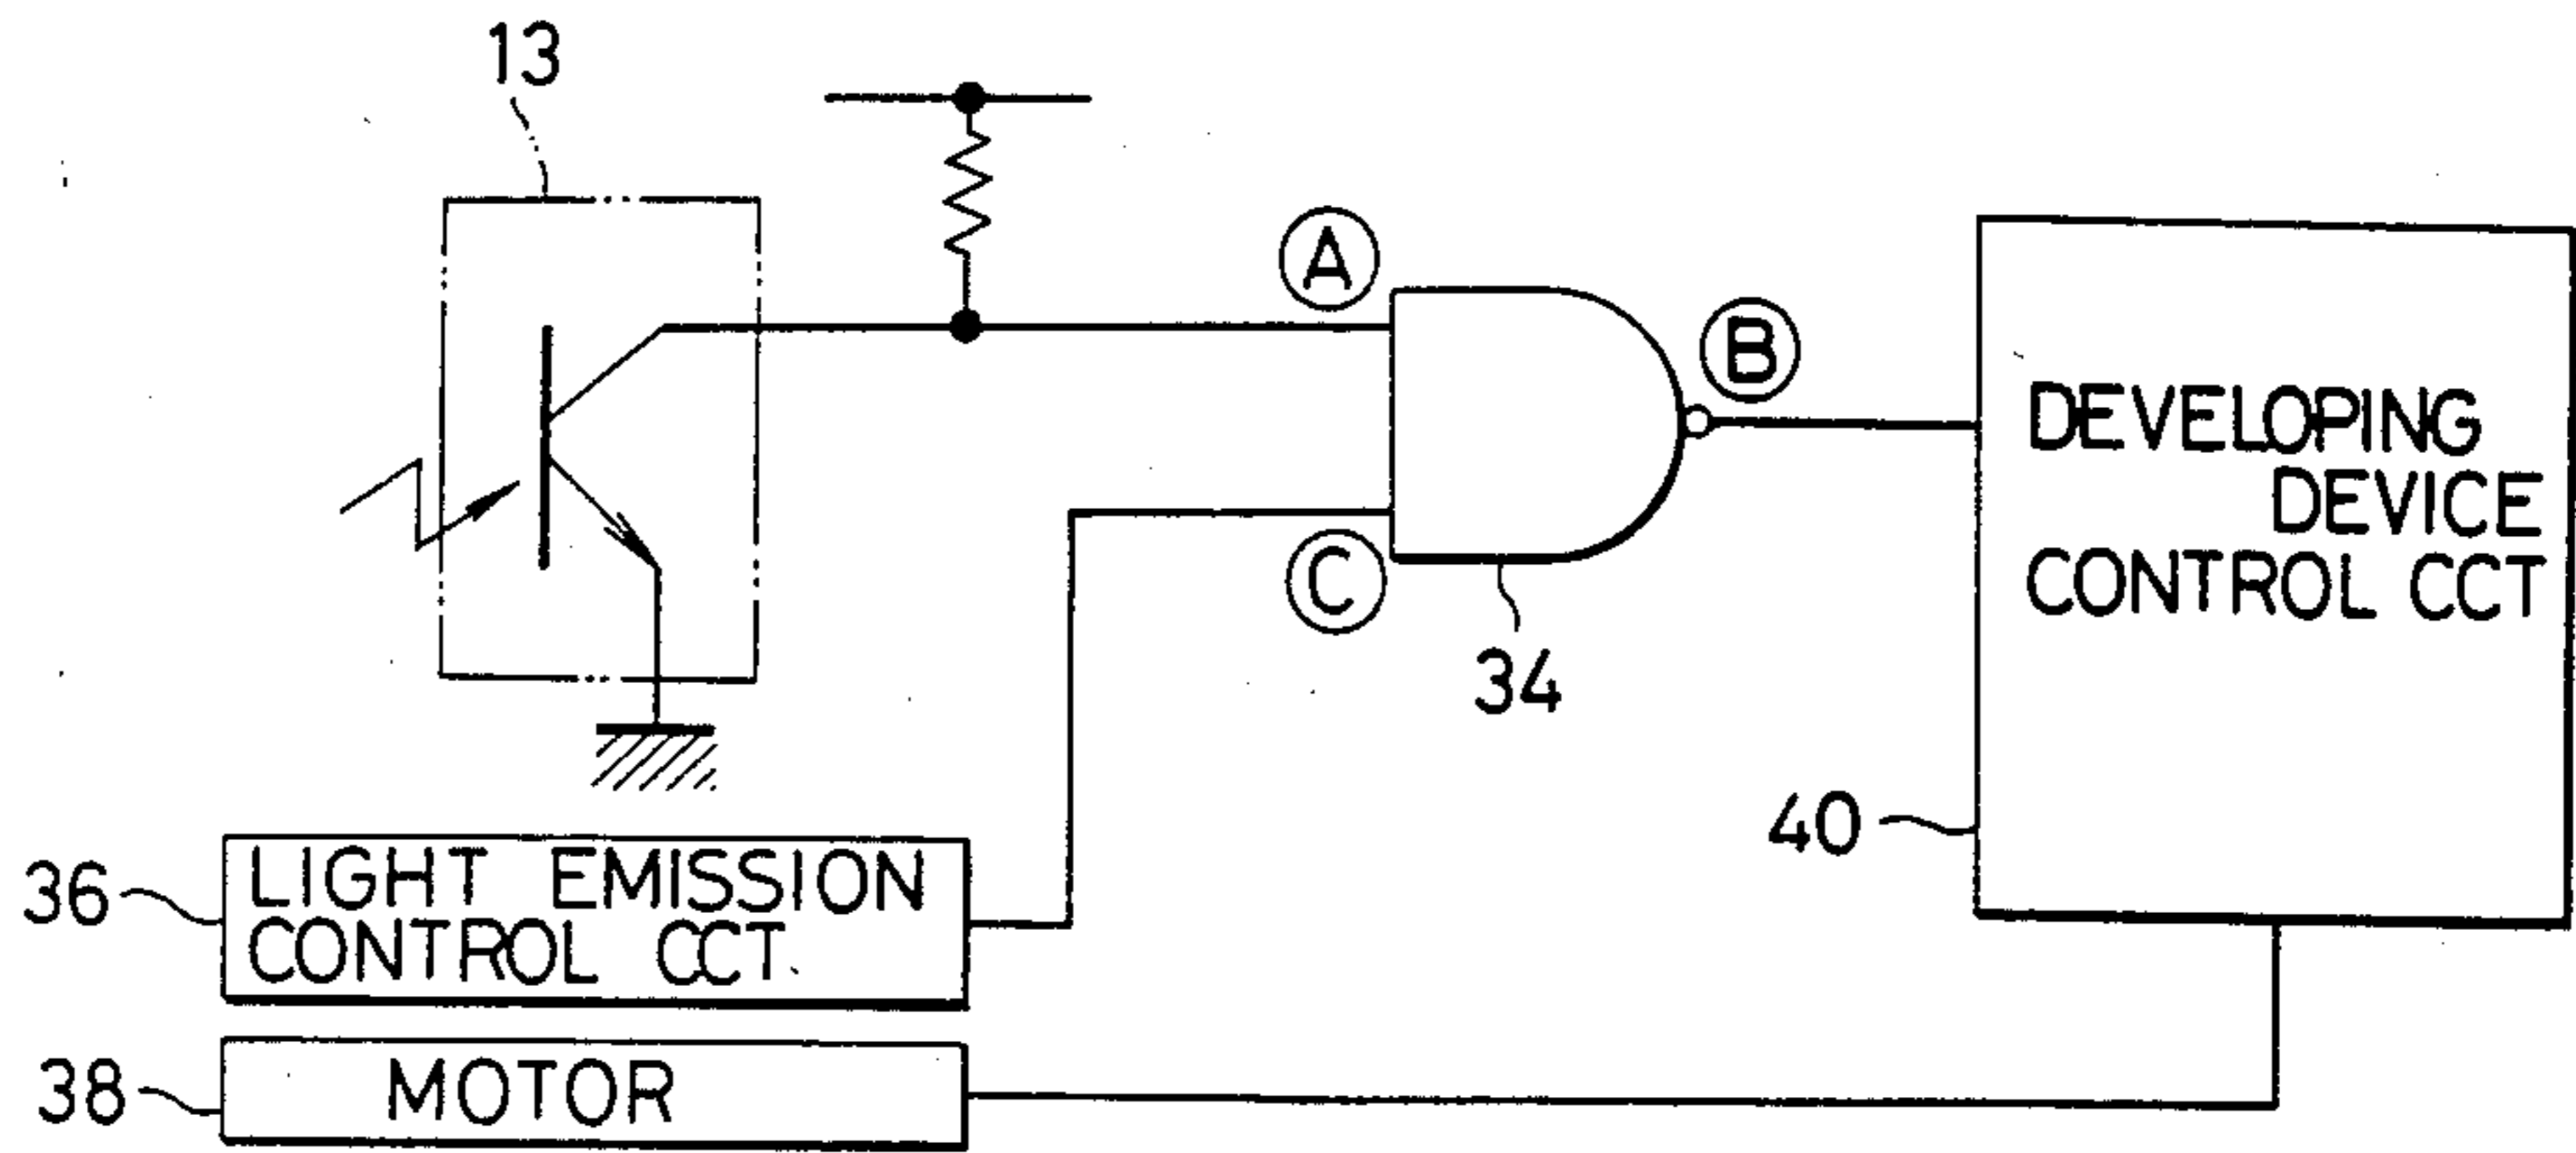 13
A
B
DEVELOPING
DEVICE
CONTROL CCT
C
34
40
36
LIGHT EMISSION
CONTROL CCT
38
MOTOR